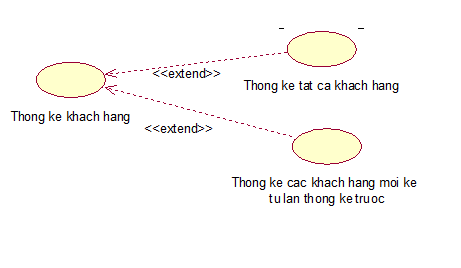 <<extend>>
Thong ke tat ca khach hang
Thong ke khach hang
<<extend>>
Thong ke cac khach hang moi ke
tu lan thong ke truoc